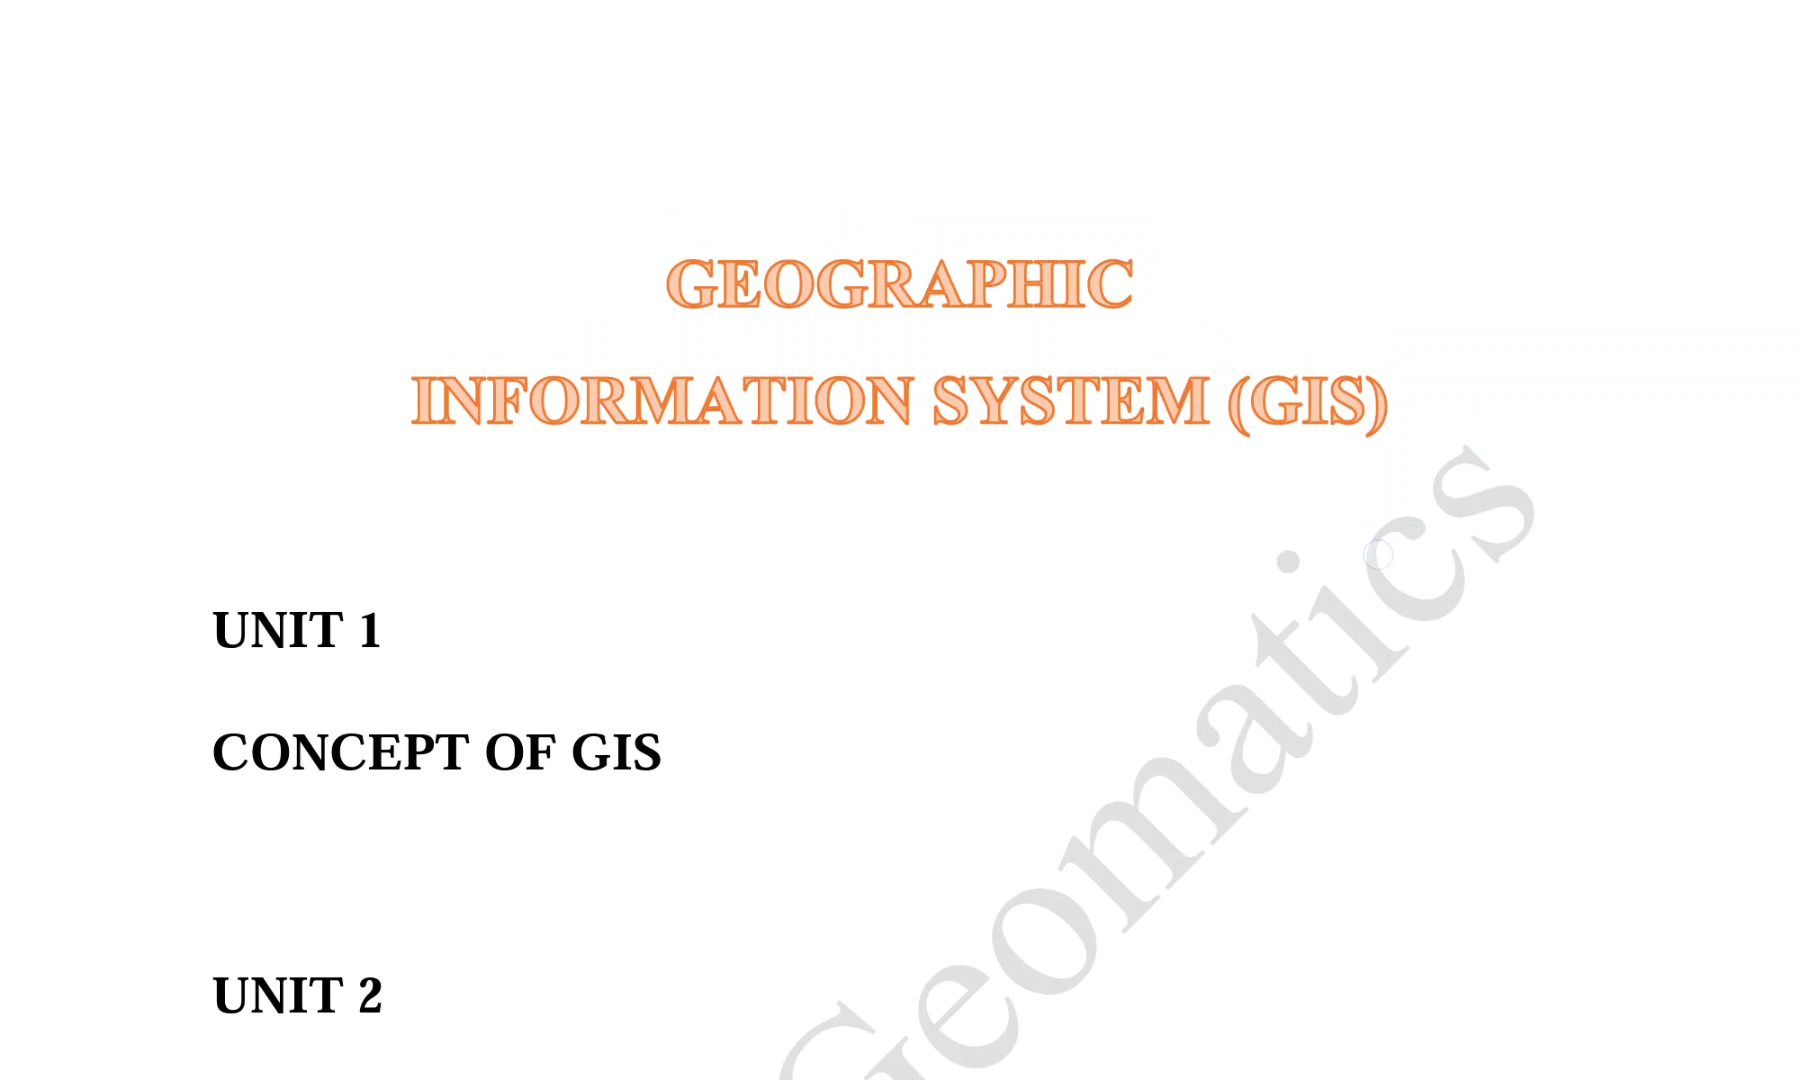 GEOGRAPHIC
INFORMATION SYSTEM (GIS)
UNIT 1
CONCEPT OF GIS
UNIT 2
Geomatics